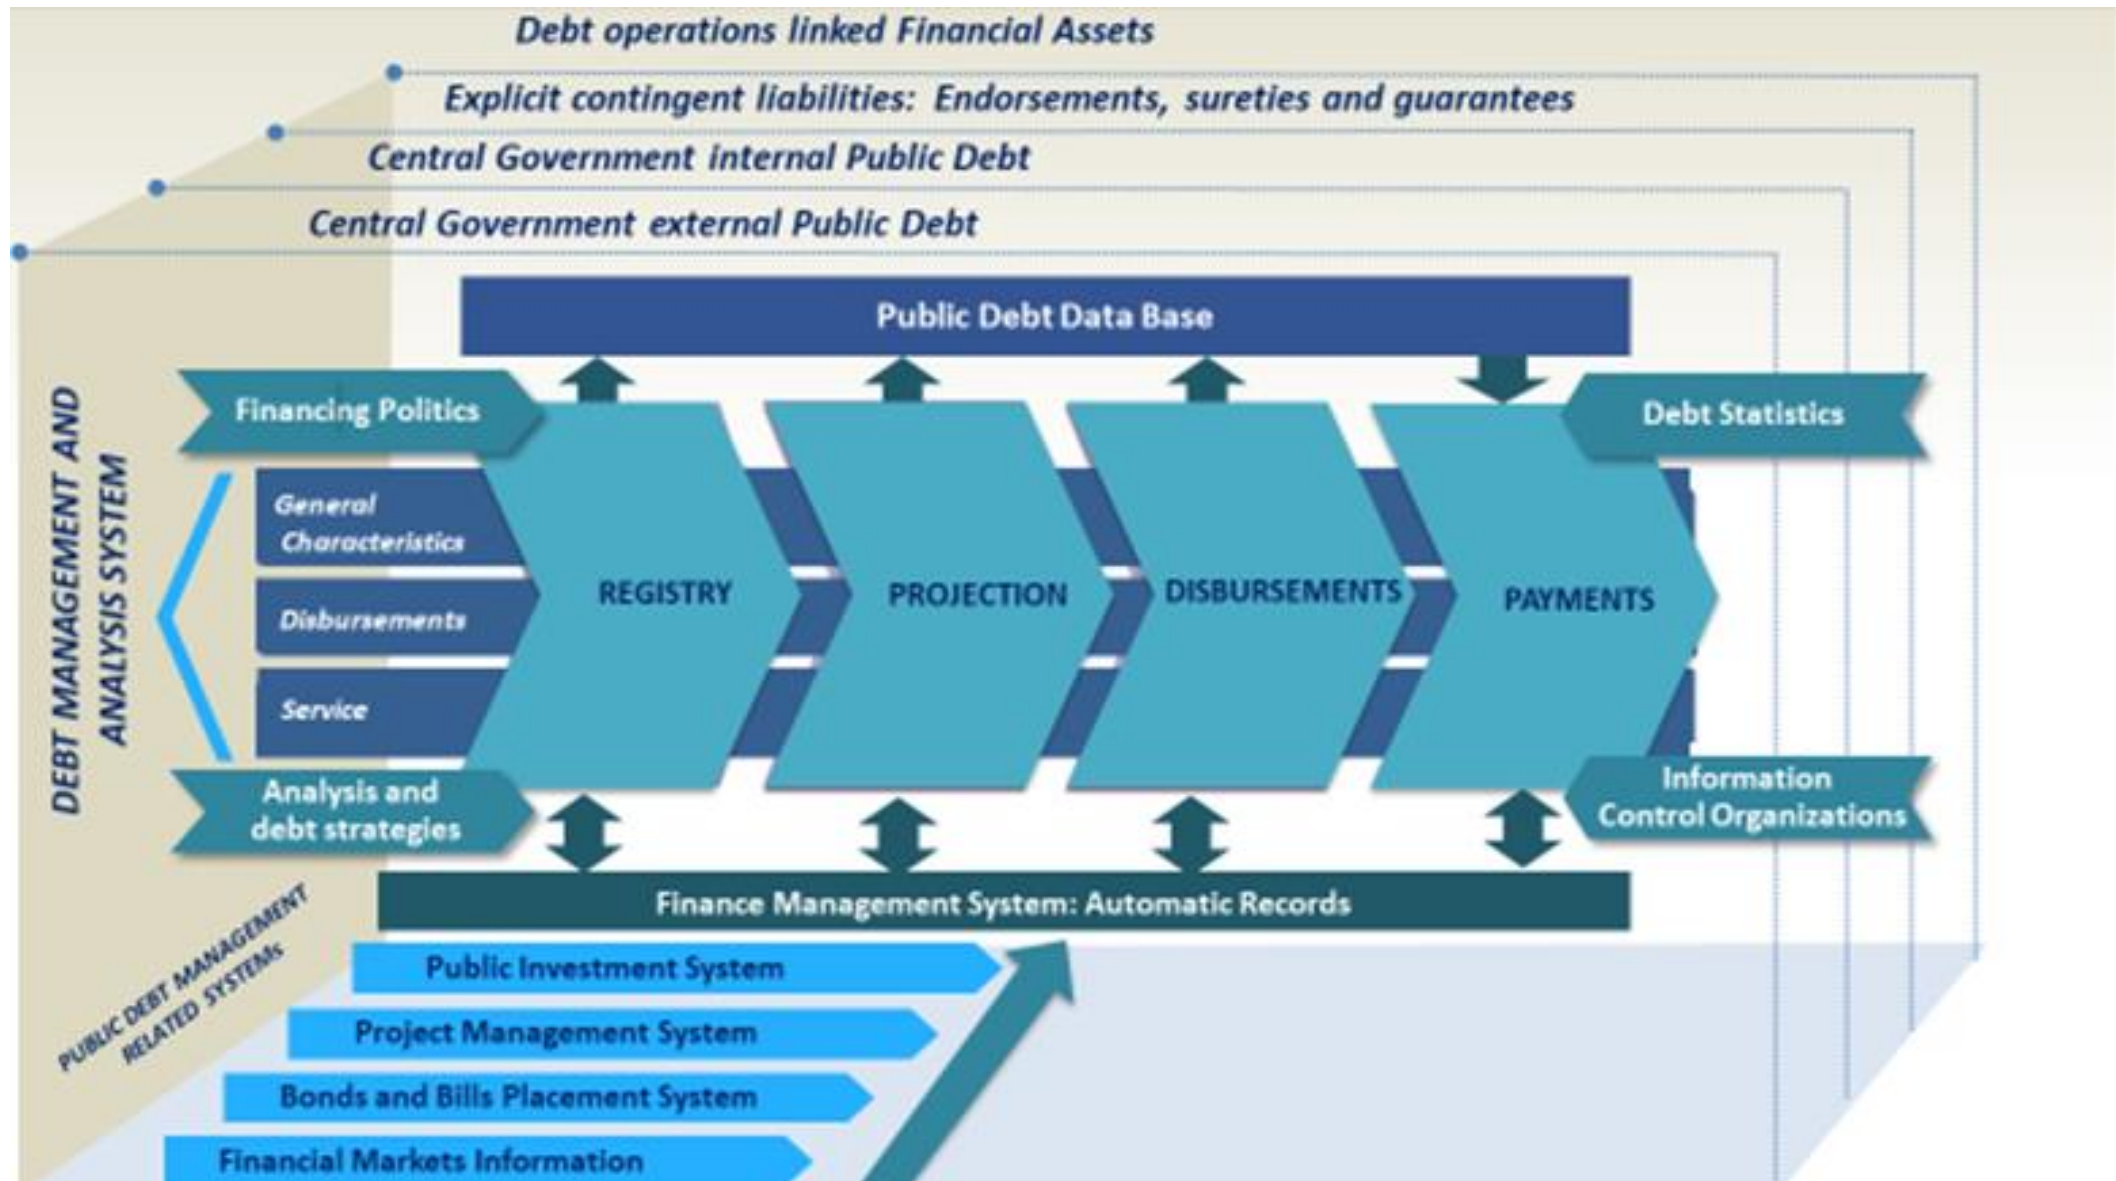 Debt operations linked Financial Assets
Explicit contingent liabilities: Endorsements, sureties and guarantees
Central Government internal Public Debt
Central Government external Public Debt
Public Debt Data Base
Financing Politics
Debt Statistics
DEBT MANAGEMENT AND
ANALYSIS SYSTEM
General
Characteristics
Disbursements
Service
REGISTRY
PROJECTION
DISBURSEMENTS
PAYMENTS
Analysis and
debt strategies
Information
Control Organizations
Finance Management System: Automatic Records
PUBLIC DEBT MANAGEMENT
RELATED SYSTEMs
Public Investment System
Project Management System
Bonds and Bills Placement System
Financial Markets Information